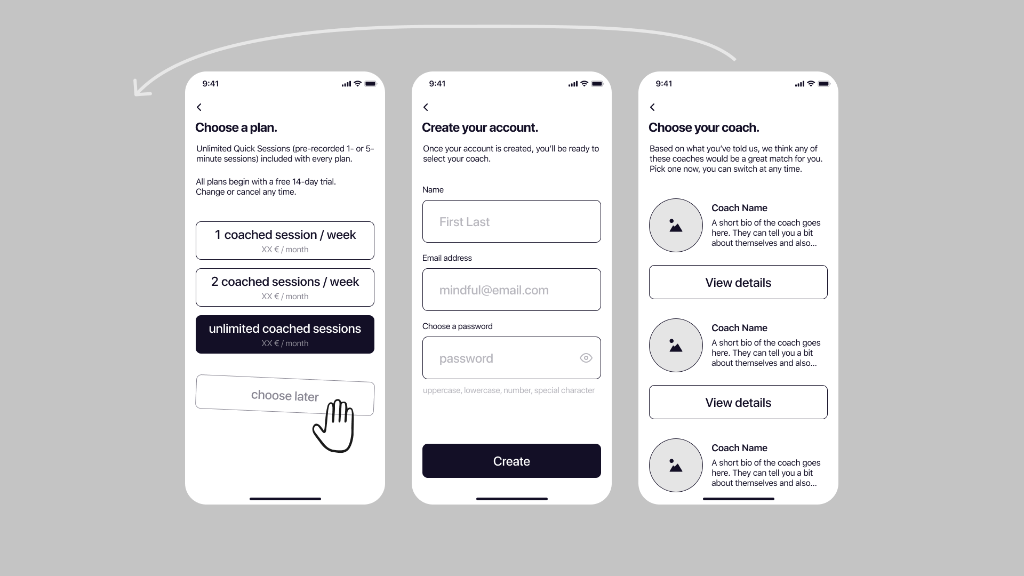 9:41
Choose a plan.
Unlimited Quick Sessions (pre-recorded 1- or 5-
minute sessions) included with every plan.
All plans begin with a free 14-day trial.
Change or cancel any time.
1 coached session / week
XX € / month
2 coached sessions / week
XX € / month
unlimited coached sessions
XX € / month
choose later
9:41
Create your account.
Once your account is created, you'll be ready to
select your coach.
Name
First Last
Email address
mindful@email.com
Choose a password
password
uppercase, lowercase, number, special character
Create
9:41
Choose your coach.
Based on what you've told us, we think any of
these coaches would be a great match for you.
Pick one now, you can switch at any time.
Coach Name
A short bio of the coach goes
here. They can tell you a bit
about themselves and also...
View details
Coach Name
A short bio of the coach goes
here. They can tell you a bit
about themselves and also...
View details
Coach Name
A short bio of the coach goes
here. They can tell you a bit
about themselves and also...